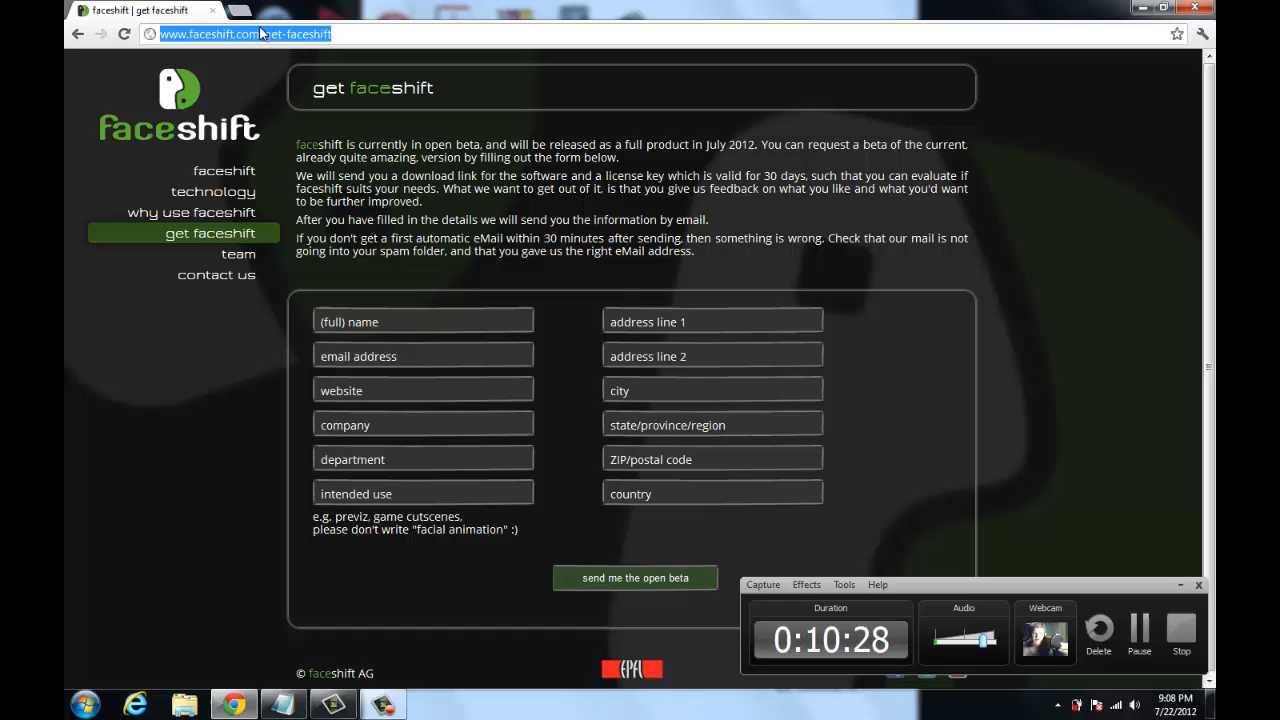 faceshift | get faceshift
www.faceshift.com/get-faceshift
faceshift
faceshift
technology
why use faceshift
get faceshift
team
contact us
get faceshift
faceshift is currently in open beta, and will be released as a full product in July 2012. You can request a beta of the current,
already quite amazing, version by filling out the form below.
We will send you a download link for the software and a license key which is valid for 30 days, such that you can evaluate if
faceshift suits your needs. What we want to get out of it, is that you give us feedback on what you like and what you'd want
to be further improved.
After you have filled in the details we will send you the information by email.
If you don't get a first automatic eMail within 30 minutes after sending, then something is wrong. Check that our mail is not
going into your spam folder, and that you gave us the right eMail address.
(full) name
address line 1
email address
address line 2
website
city
company
state/province/region
department
ZIP/postal code
intended use
country
e.g. previz, game cutscenes,
please don't write "facial animation" :)
send me the open beta
© faceshift AG
EPFL
Capture Effects Tools Help
Duration
Audio
Webcam
0:10:28
Delete
Pause
Stop
9:08 PM
7/22/2012